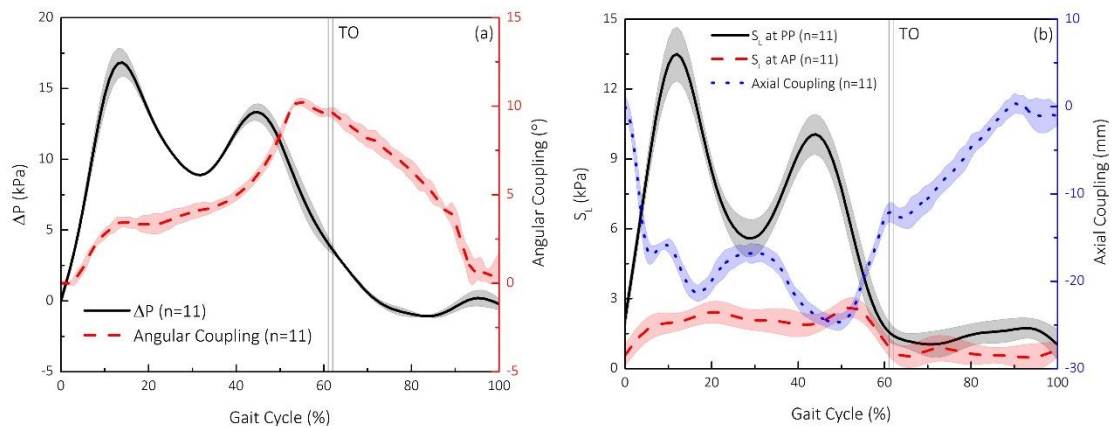 TO
(a)
20
15
10
5
0
-5
15
10
5
0
-5
ΔP (kPa)
Angular Coupling (°)
ΔP (n=11)
Angular Coupling (n=11)
0
20
40
60
80
100
Gait Cycle (%)
TO
(b)
15
12
9
6
3
0
10
0
-10
-20
-30
S_L (kPa)
Axial Coupling (mm)
S_L at PP (n=11)
S_L at AP (n=11)
Axial Coupling (n=11)
0
20
40
60
80
100
Gait Cycle (%)